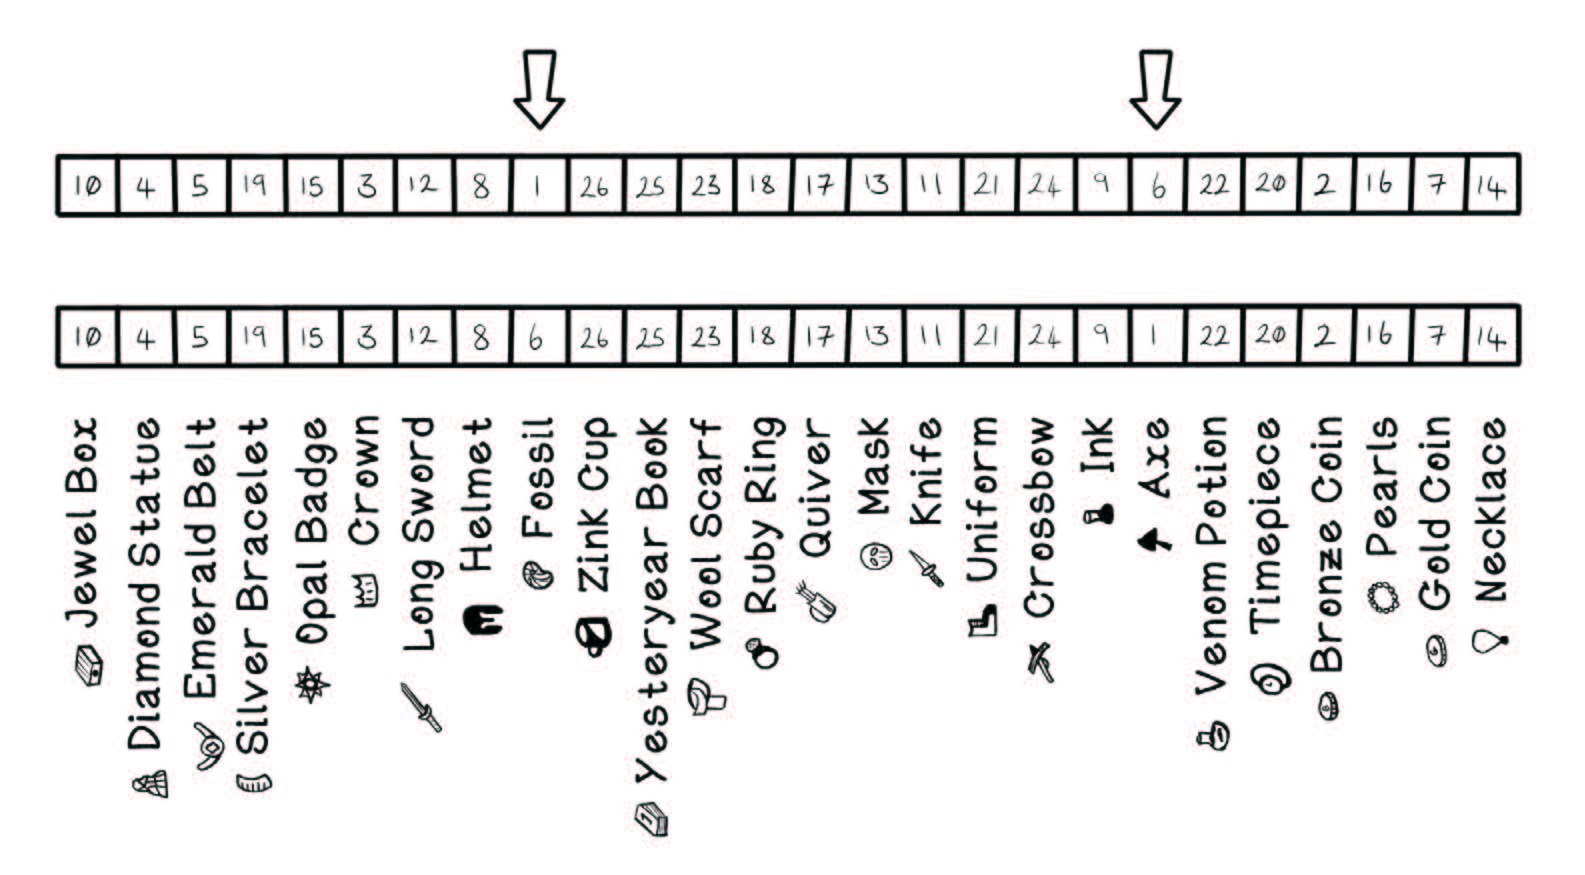 10 4 5 19 15 3 12 8 1 26 25 23 18 17 13 11 21 24 9 6 22 20 2 16 7 14
10 4 5 19 15 3 12 8 6 26 25 23 18 17 13 11 21 24 9 1 22 20 2 16 7 14
Jewel Box
Diamond Statue
Emerald Belt
Silver Bracelet
Opal Badge
Crown
Long Sword
Helmet
Fossil
Zink Cup
Yesteryear Book
Wool Scarf
Ruby Ring
Quiver
Mask
Knife
Uniform
Crossbow
Ink
Axe
Venom Potion
Timepiece
Bronze Coin
Pearls
Gold Coin
Necklace